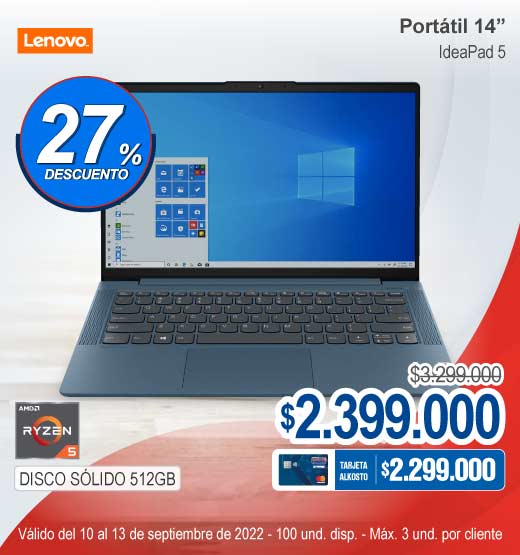 Lenovo
Portátil 14”
IdeaPad 5
27%
DESCUENTO
$3.299.000
$2.399.000
TARJETA
ALKOSTO
$2.299.000
AMD
RYZEN
5
DISCO SÓLIDO 512GB
Válido del 10 al 13 de septiembre de 2022 - 100 und. disp. - Máx. 3 und. por cliente